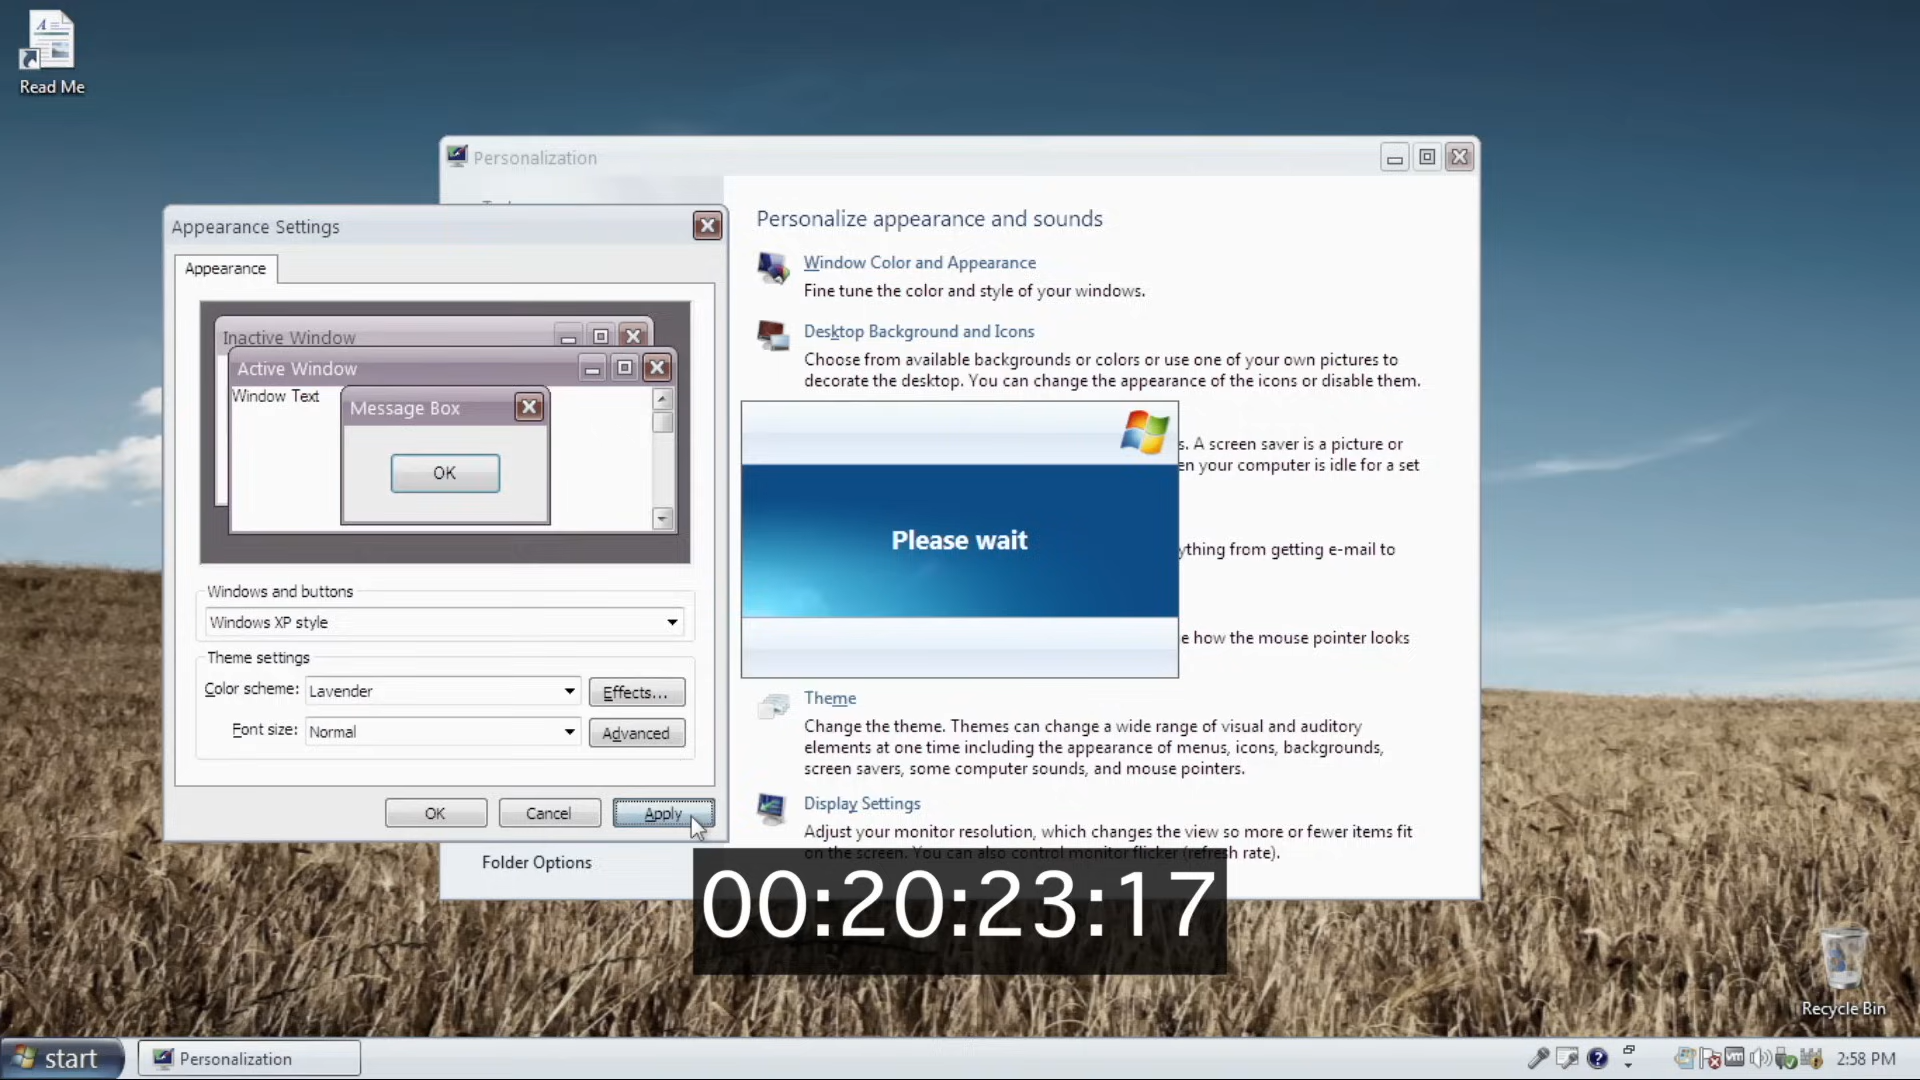 Read Me
Personalization
Appearance Settings
Appearance
Inactive Window
Active Window
Window Text
Message Box
OK
Windows and buttons
Windows XP style
Theme settings
Color scheme: Lavender Effects...
Font size: Normal Advanced
OK Cancel Apply
Personalize appearance and sounds
Window Color and Appearance
Fine tune the color and style of your windows.
Desktop Background and Icons
Choose from available backgrounds or colors or use one of your own pictures to
decorate the desktop. You can change the appearance of the icons or disable them.
s. A screen saver is a picture or
en your computer is idle for a set
Please wait
ything from getting e-mail to
e how the mouse pointer looks
Theme
Change the theme. Themes can change a wide range of visual and auditory
elements at one time including the appearance of menus, icons, backgrounds,
screen savers, some computer sounds, and mouse pointers.
Display Settings
Adjust your monitor resolution, which changes the view so more or fewer items fit
on the screen. You can also control monitor flicker (refresh rate).
Folder Options
00:20:23:17
Recycle Bin
start
Personalization
vm
2:58 PM